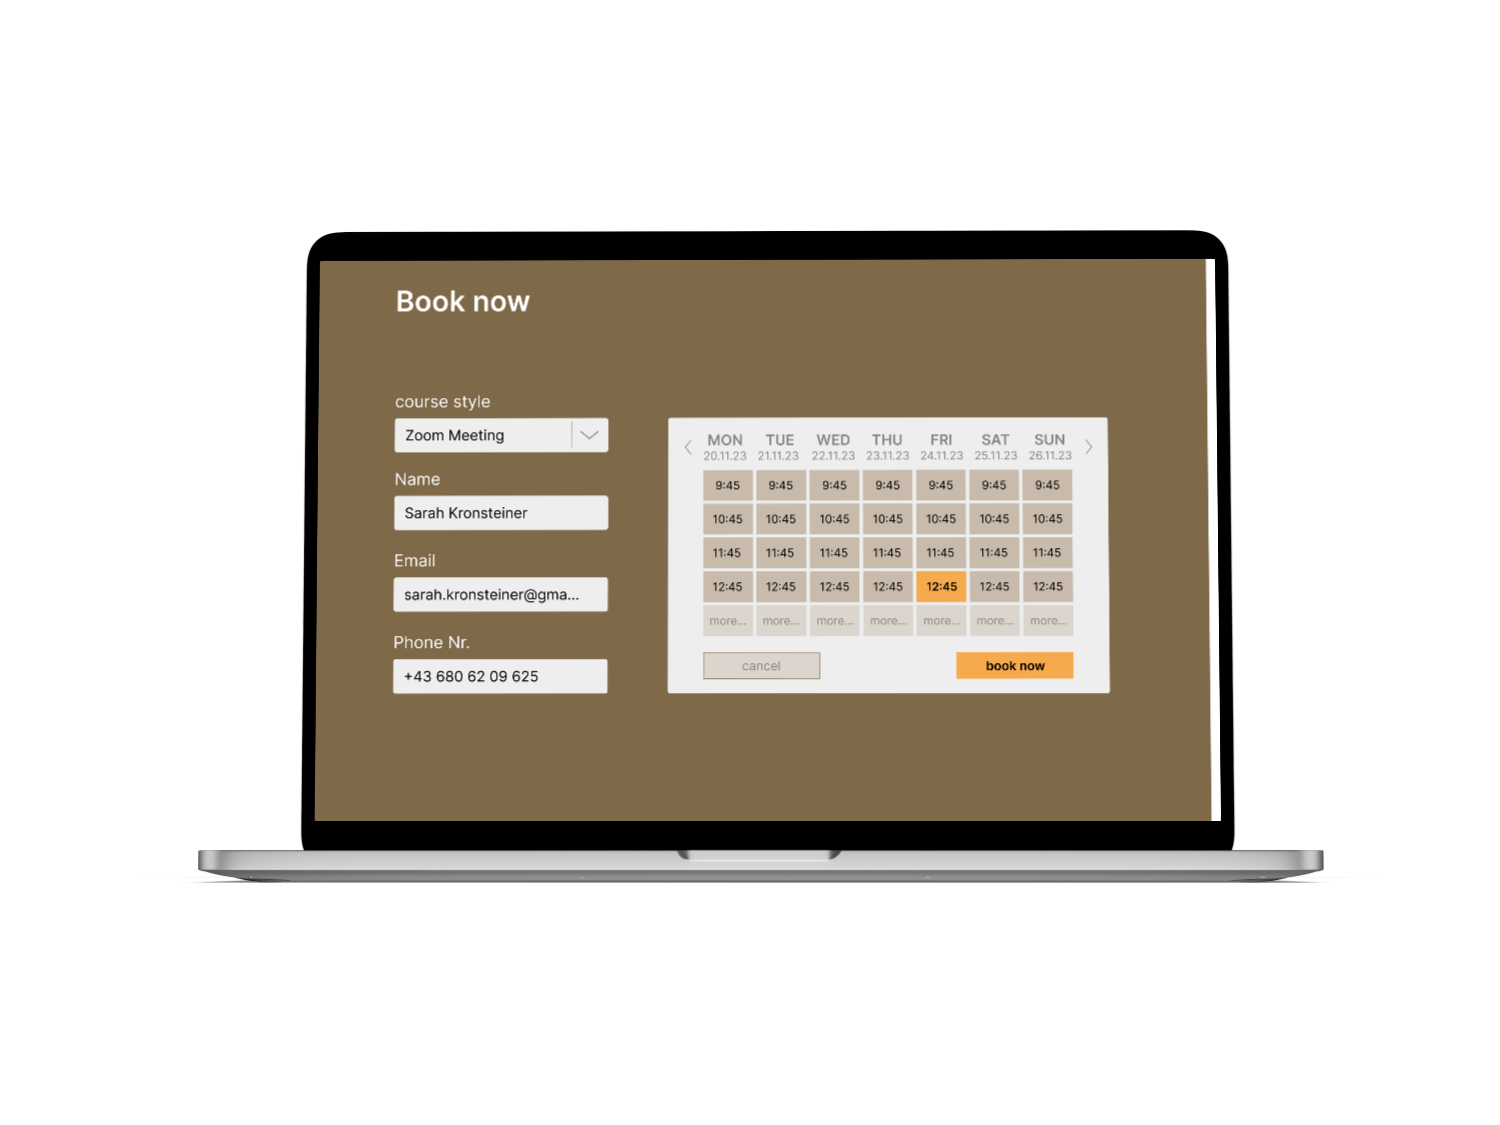 Book now
course style
Zoom Meeting
Name
Sarah Kronsteiner
Email
sarah.kronsteiner@gma...
Phone Nr.
+43 680 62 09 625
MON TUE WED THU FRI SAT SUN
20.11.23 21.11.23 22.11.23 23.11.23 24.11.23 25.11.23 26.11.23
9:45 9:45 9:45 9:45 9:45 9:45 9:45
10:45 10:45 10:45 10:45 10:45 10:45 10:45
11:45 11:45 11:45 11:45 11:45 11:45 11:45
12:45 12:45 12:45 12:45 12:45 12:45 12:45
more... more... more... more... more... more... more...
cancel book now